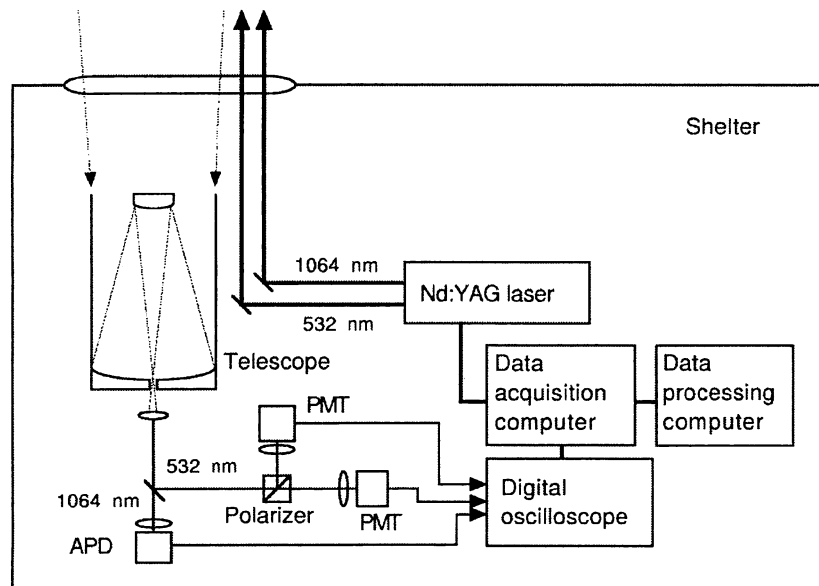 Shelter
1064 nm
Nd:YAG laser
532 nm
Telescope
Data
acquisition
computer
Data
processing
computer
PMT
532 nm
1064 nm
Polarizer
PMT
Digital
oscilloscope
APD